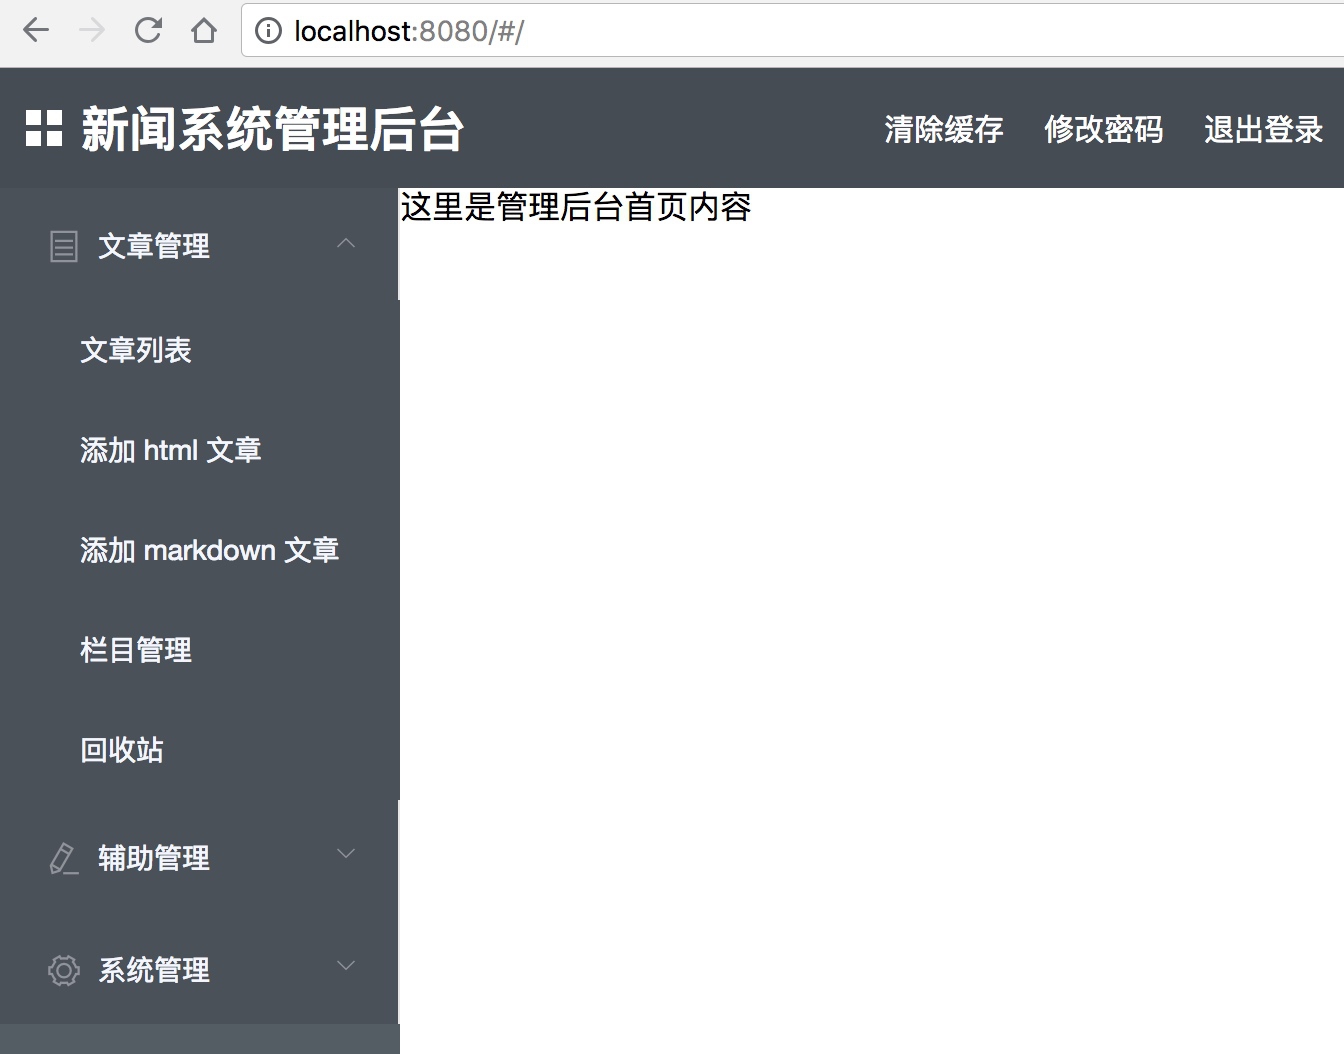 localhost:8080/#/
新闻系统管理后台
清除缓存 修改密码 退出登录
文章管理
这里是管理后台首页内容
文章列表
添加 html 文章
添加 markdown 文章
栏目管理
回收站
辅助管理
系统管理